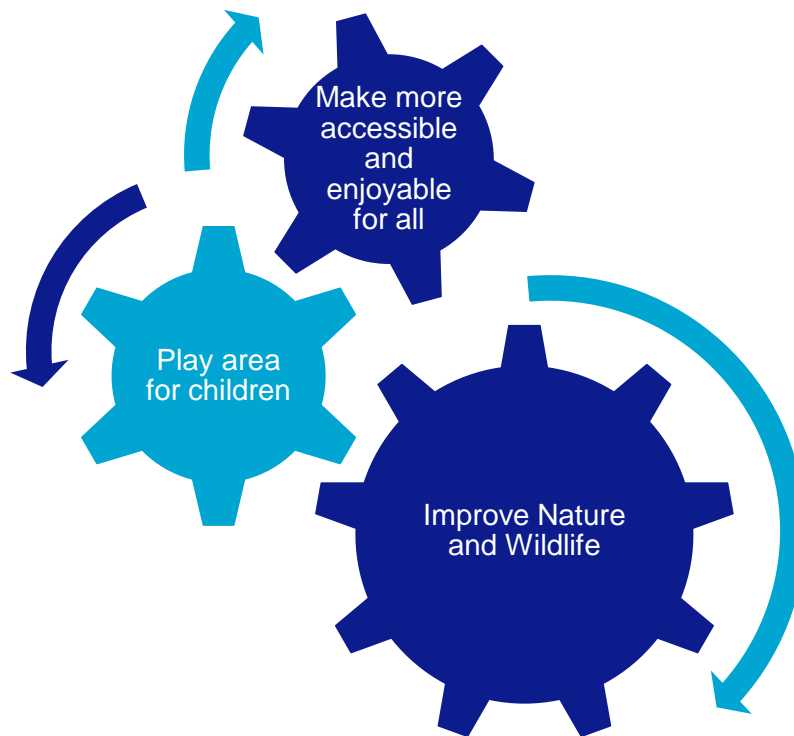 Make more
accessible
and
enjoyable
for all
Play area
for children
Improve Nature
and Wildlife